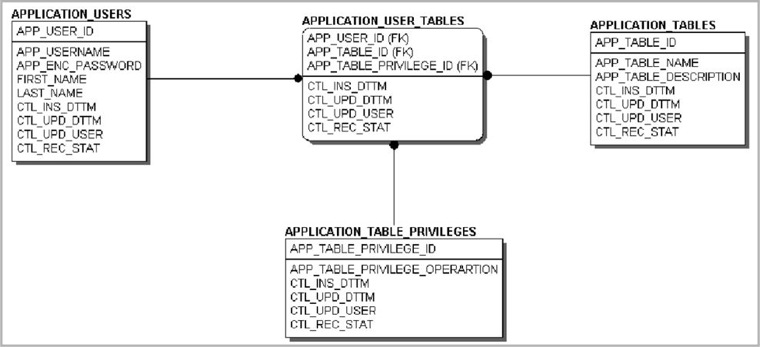 APPLICATION_USERS
APP_USER_ID
APP_USERNAME
APP_ENC_PASSWORD
FIRST_NAME
LAST_NAME
CTL_INS_DTTM
CTL_UPD_DTTM
CTL_UPD_USER
CTL_REC_STAT
APPLICATION_USER_TABLES
APP_USER_ID (FK)
APP_TABLE_ID (FK)
APP_TABLE_PRIVILEGE_ID (FK)
CTL_INS_DTTM
CTL_UPD_DTTM
CTL_UPD_USER
CTL_REC_STAT
APPLICATION_TABLES
APP_TABLE_ID
APP_TABLE_NAME
APP_TABLE_DESCRIPTION
CTL_INS_DTTM
CTL_UPD_DTTM
CTL_UPD_USER
CTL_REC_STAT
APPLICATION_TABLE_PRIVILEGES
APP_TABLE_PRIVILEGE_ID
APP_TABLE_PRIVILEGE_OPERARTION
CTL_INS_DTTM
CTL_UPD_DTTM
CTL_UPD_USER
CTL_REC_STAT